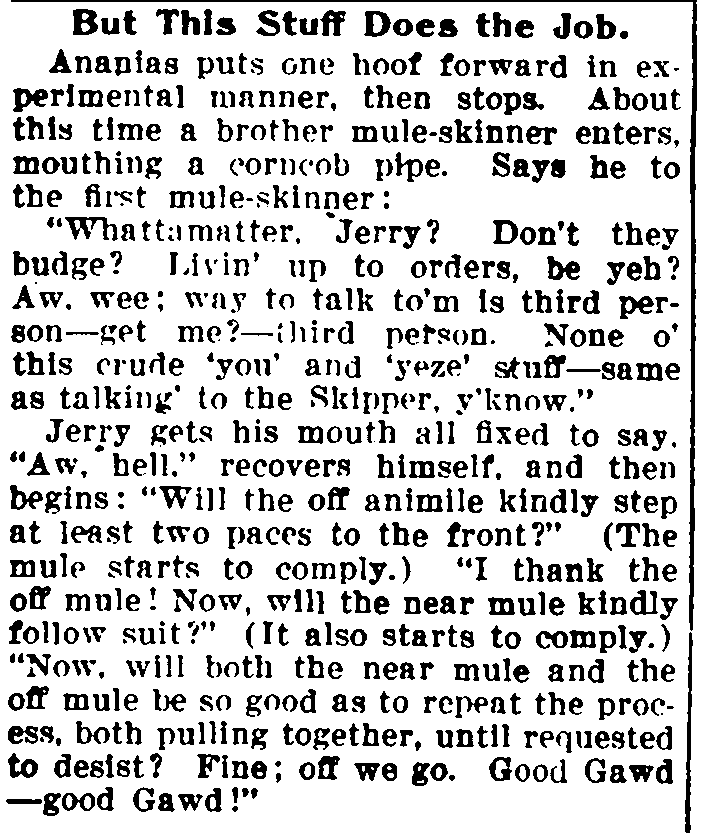 But This Stuff Does the Job.
Ananias puts one hoof forward in ex-
perimental manner, then stops. About
this time a brother mule-skinner enters,
mouthing a corncob pipe. Says he to
the first mule-skinner:
"Whattamatter, Jerry? Don't they
budge? Livin' up to orders, be yeh?
Aw, wee; way to talk to'm is third per-
son—get me?—third person. None o'
this crude 'you' and 'yeze' stuff—same
as talking' to the Skipper, y'know."
Jerry gets his mouth all fixed to say,
"Aw, hell," recovers himself, and then
begins: "Will the off animile kindly step
at least two paces to the front?" (The
mule starts to comply.) "I thank the
off mule! Now, will the near mule kindly
follow suit?" (It also starts to comply.)
"Now, will both the near mule and the
off mule be so good as to repeat the proc-
ess, both pulling together, until requested
to desist? Fine; off we go. Good Gawd
—good Gawd!"